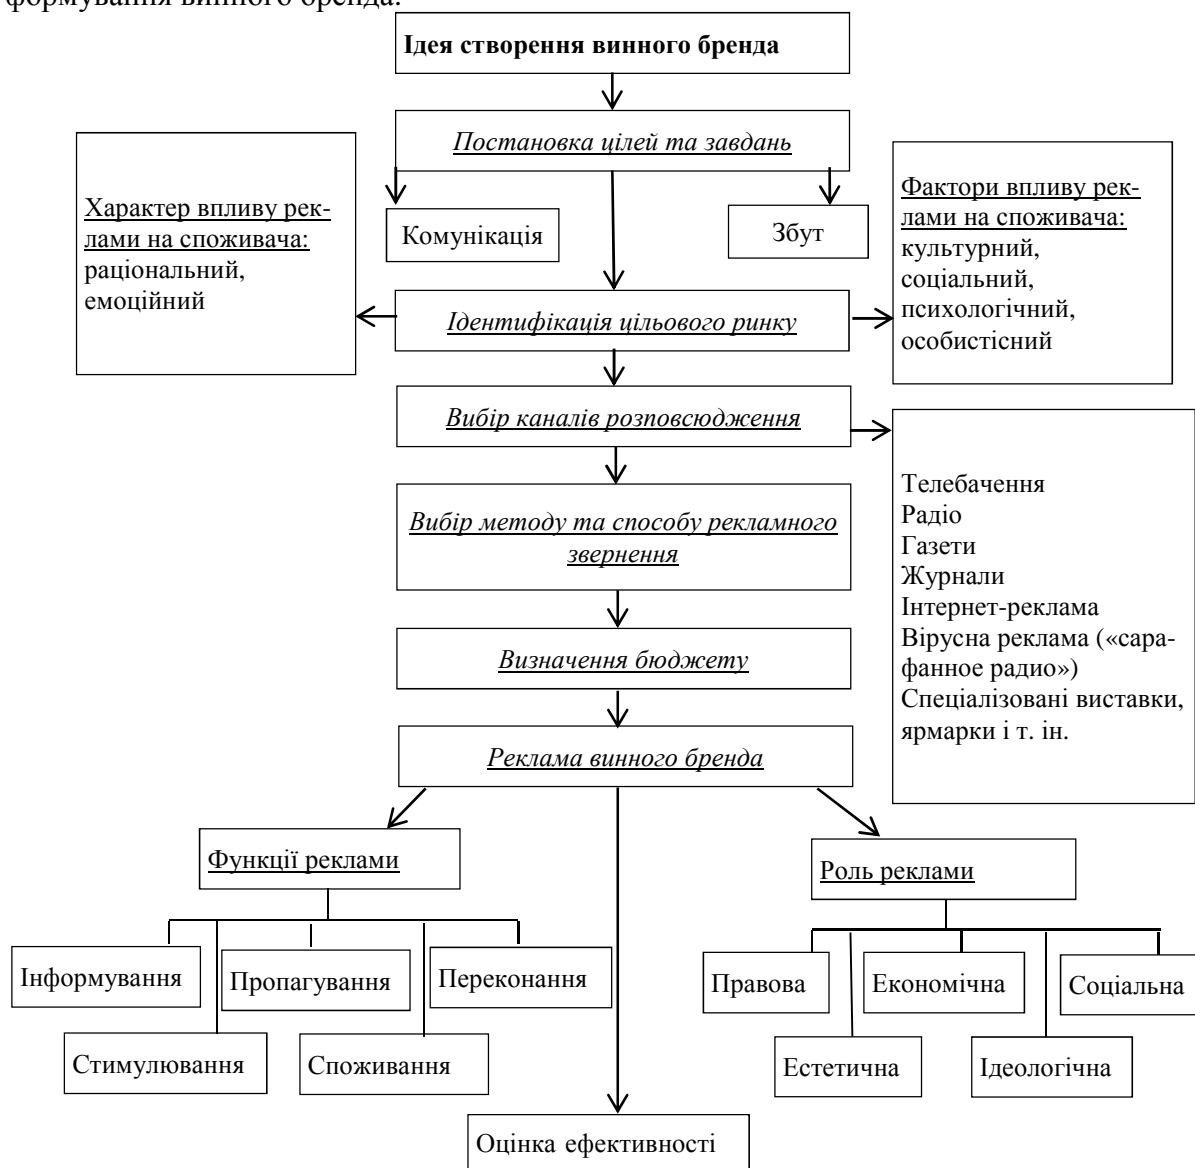 формування винного бренда.
Ідея створення винного бренда
Постановка цілей та завдань
Характер впливу рек-
лами на споживача:
раціональний,
емоційний
Комунікація
Збут
Фактори впливу рек-
лами на споживача:
культурний,
соціальний,
психологічний,
особистісний
Ідентифікація цільового ринку
Вибір каналів розповсюдження
Телебачення
Радіо
Газети
Журнали
Інтернет-реклама
Вірусна реклама («сара-
фанное радио»)
Спеціалізовані виставки,
ярмарки і т. ін.
Вибір методу та способу рекламного
звернення
Визначення бюджету
Реклама винного бренда
Функції реклами
Роль реклами
Інформування
Пропагування
Переконання
Правова
Економічна
Соціальна
Стимулювання
Споживання
Естетична
Ідеологічна
Оцінка ефективності